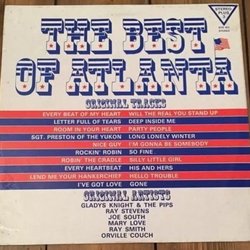 THE BEST
OF ATLANTA
ORIGINAL TRACKS
EVERY BEAT OF MY HEART WILL THE REAL YOU STAND UP
LETTER FULL OF TEARS DEEP INSIDE ME
ROOM IN YOUR HEART PARTY PEOPLE
SGT. PRESTON OF THE YUKON LONG LONELY WINTER
NICE GUY I'M GONNA BE SOMEBODY
ROCKIN' ROBIN SO FINE
ROBIN' THE CRADLE SILLY LITTLE GIRL
EVERY HEARTBEAT HIS AND HERS
LEND ME YOUR HANKERCHIEF HELLO TROUBLE
I'VE GOT LOVE GONE
ORIGINAL ARTISTS
GLADYS KNIGHT & THE PIPS
RAY STEVENS
JOE SOUTH
MARY LOVE
RAY SMITH
ORVILLE COUCH